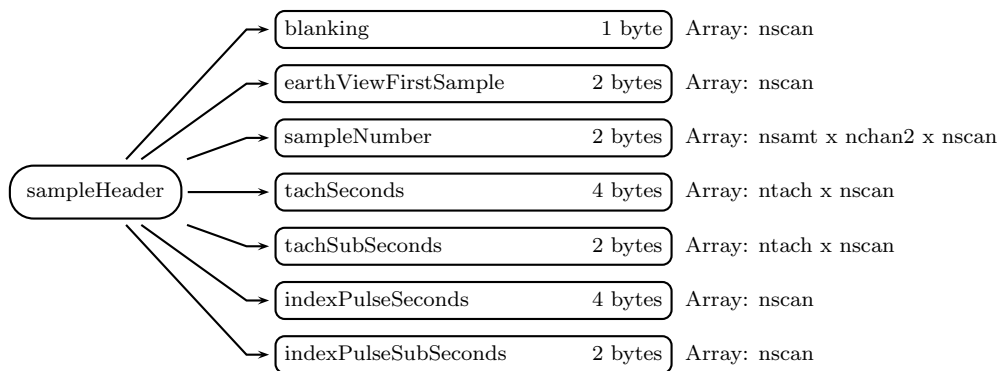 blanking 1 byte Array: nscan
earthViewFirstSample 2 bytes Array: nscan
sampleNumber 2 bytes Array: nsamt x nchan2 x nscan
sampleHeader
tachSeconds 4 bytes Array: ntach x nscan
tachSubSeconds 2 bytes Array: ntach x nscan
indexPulseSeconds 4 bytes Array: nscan
indexPulseSubSeconds 2 bytes Array: nscan